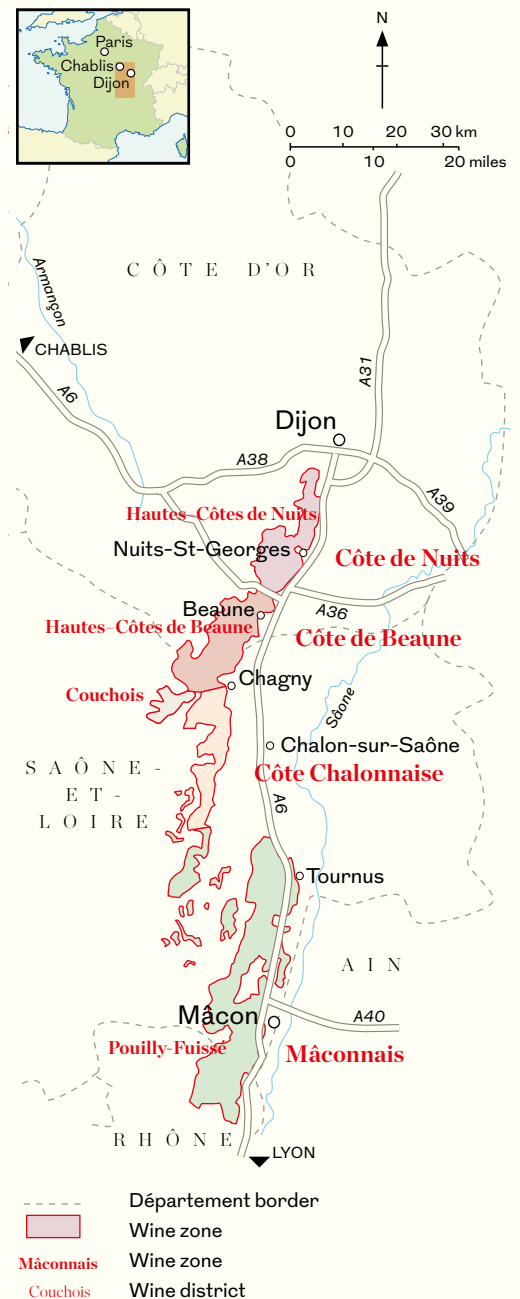 Paris
Chablis
Dijon
N
0 10 20 30 km
0 10 20 miles
CÔTE D'OR
Armançon
CHABLIS
A6
A31
Dijon
A38
A39
Hautes-Côtes de Nuits
Nuits-St-Georges
Côte de Nuits
Beaune
A36
Hautes-Côtes de Beaune
Côte de Beaune
Chagny
Couchois
Sâone
Chalon-sur-Saône
SAÔNE-
ET-
LOIRE
Côte Chalonnaise
A6
Tournus
AIN
Mâcon
A40
Pouilly-Fuissé
Mâconnais
RHÔNE
LYON
Département border
Wine zone
Mâconnais Wine zone
Couchois Wine district